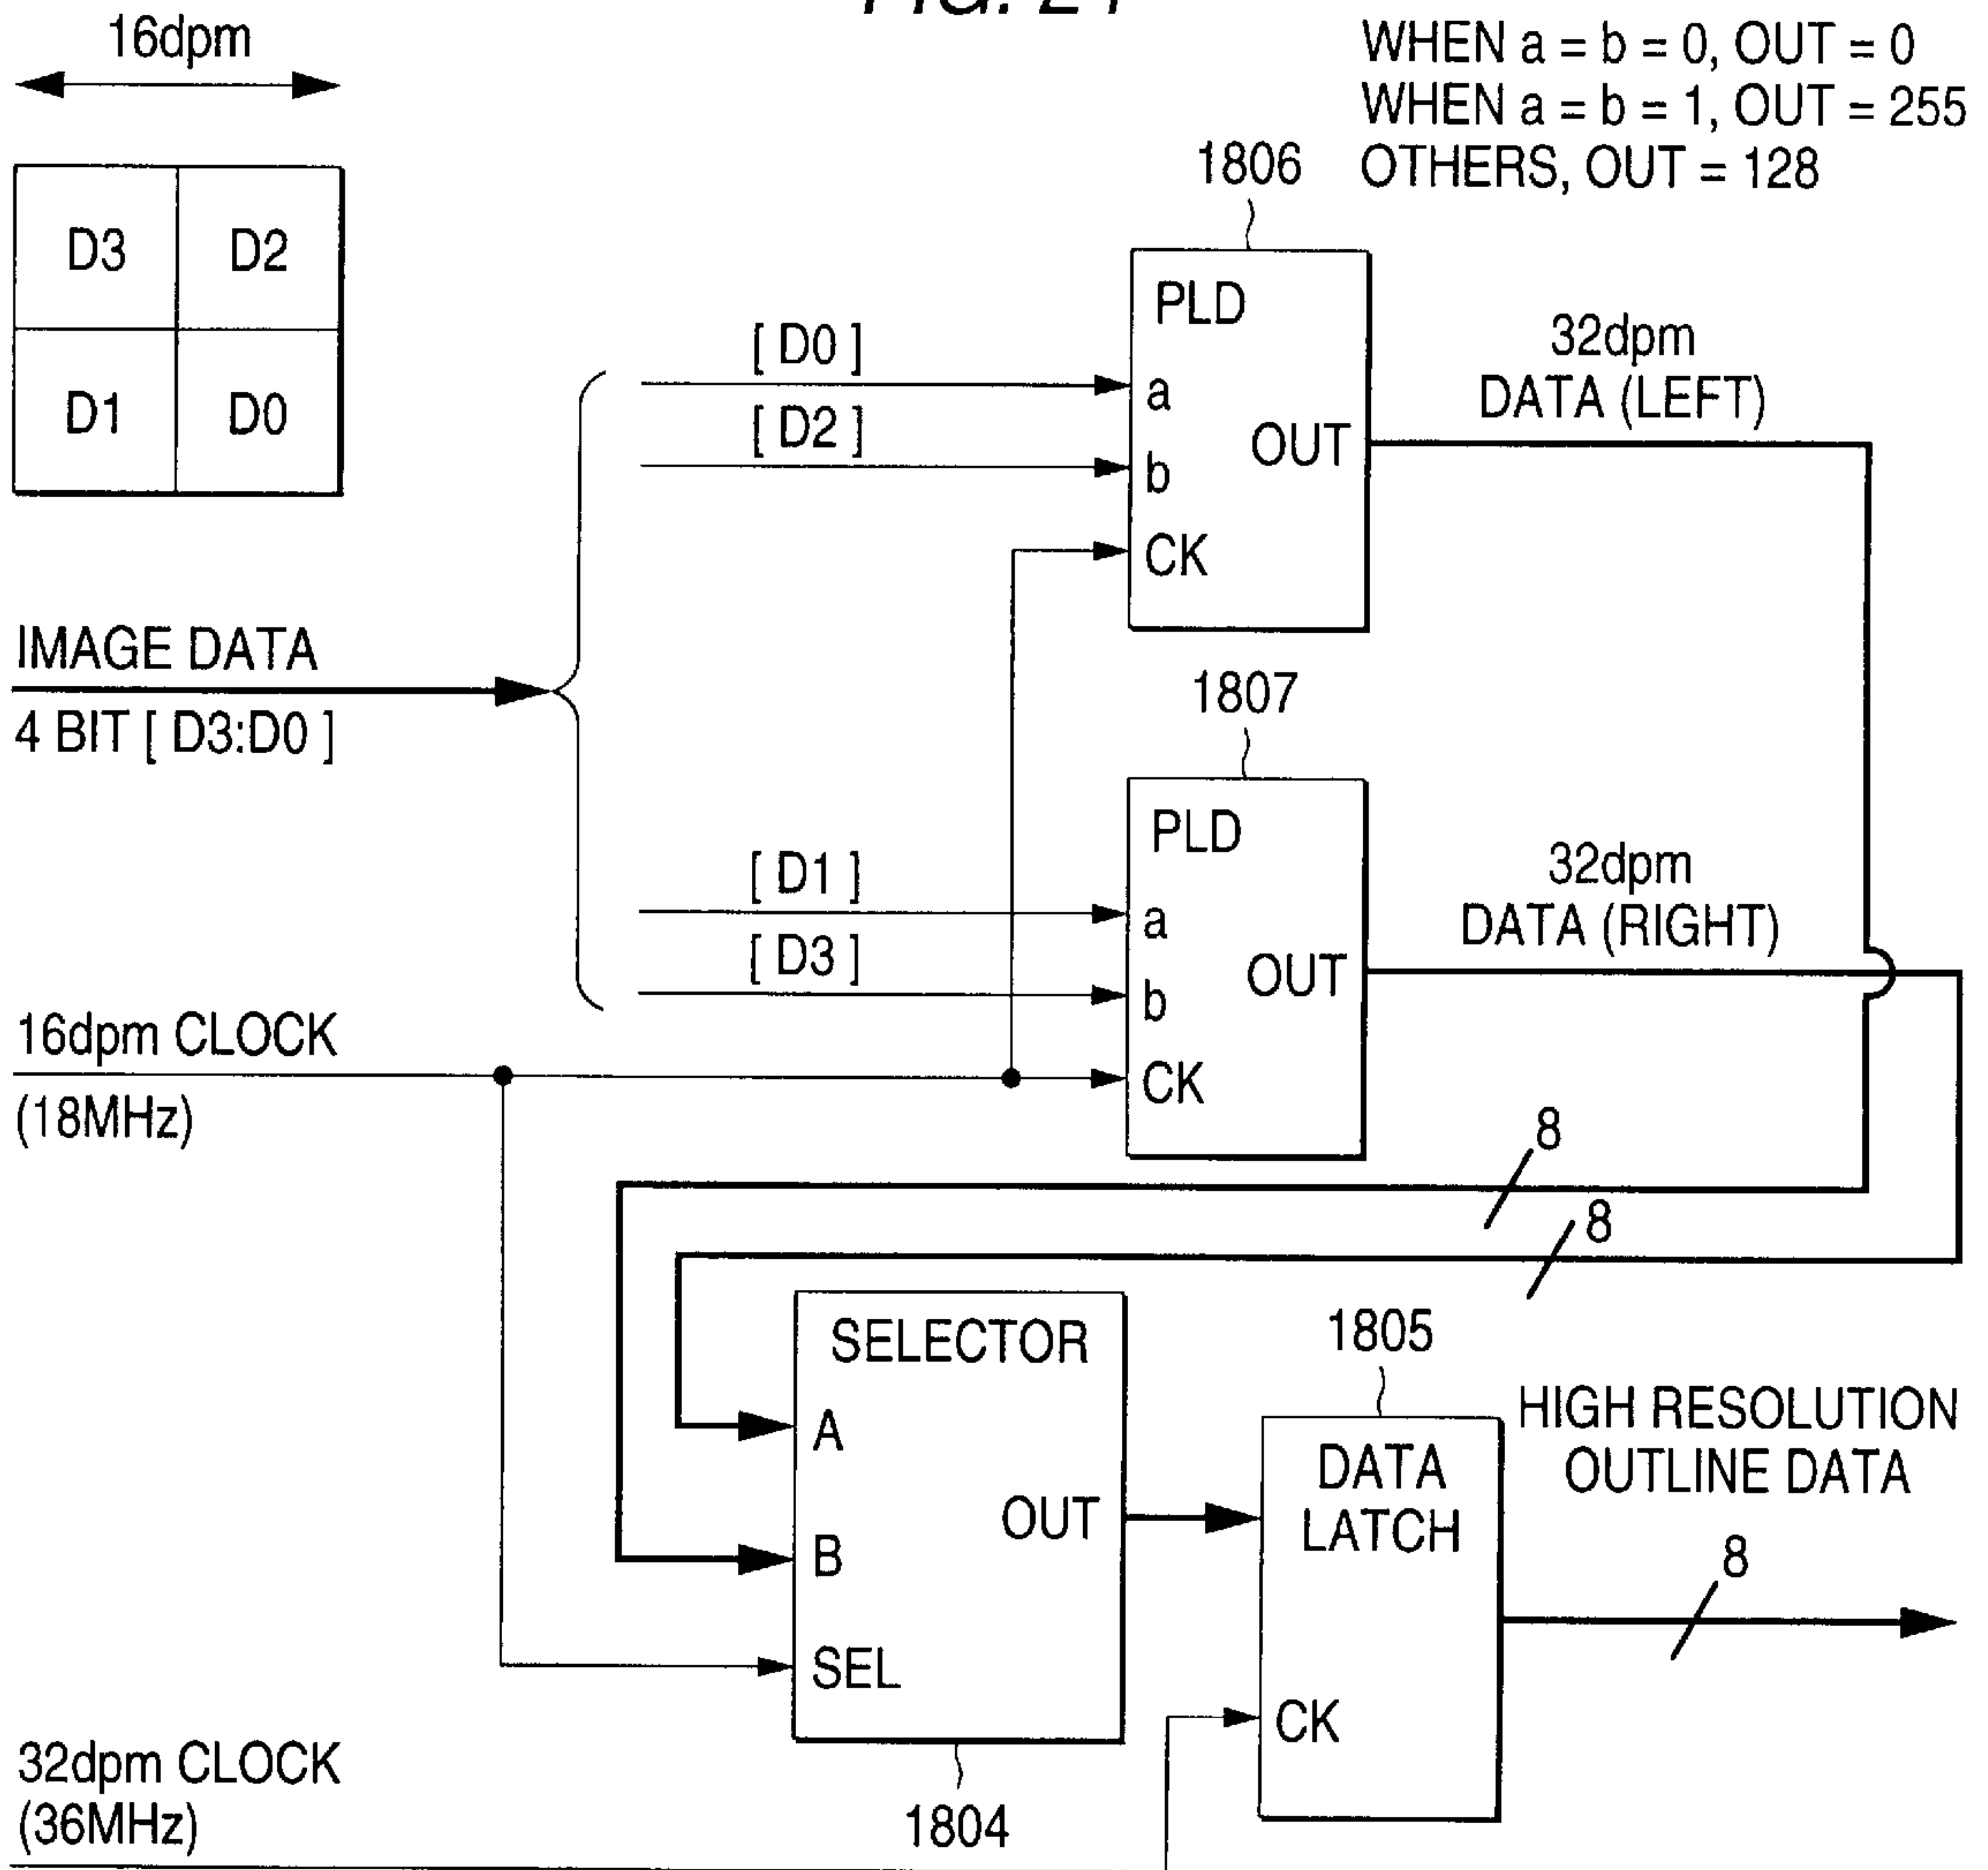 16dpm
WHEN a = b = 0, OUT = 0
WHEN a = b = 1, OUT = 255
OTHERS, OUT = 128
D3 D2
D1 D0
1806
PLD
[ D0 ]
a
[ D2 ]
b
OUT
CK
32dpm
DATA (LEFT)
IMAGE DATA
4 BIT [ D3:D0 ]
1807
PLD
[ D1 ]
a
[ D3 ]
b
OUT
CK
32dpm
DATA (RIGHT)
16dpm CLOCK
(18MHz)
8
8
SELECTOR
A
B
OUT
SEL
1804
1805
DATA
LATCH
CK
HIGH RESOLUTION
OUTLINE DATA
8
32dpm CLOCK
(36MHz)